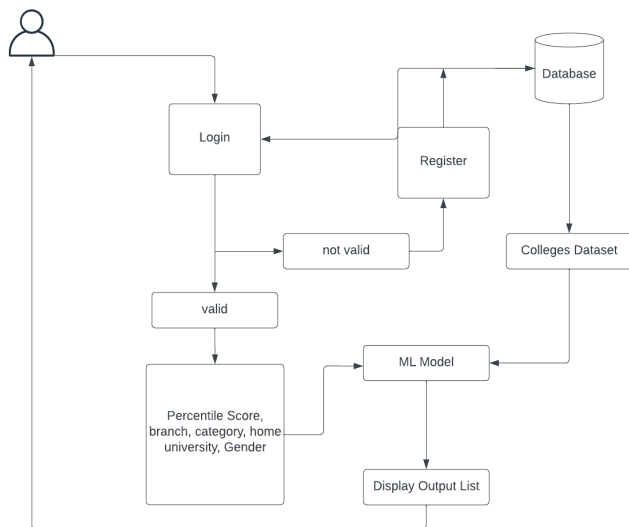 Database
Login
Register
not valid
Colleges Dataset
valid
ML Model
Percentile Score,
branch, category, home
university, Gender
Display Output List